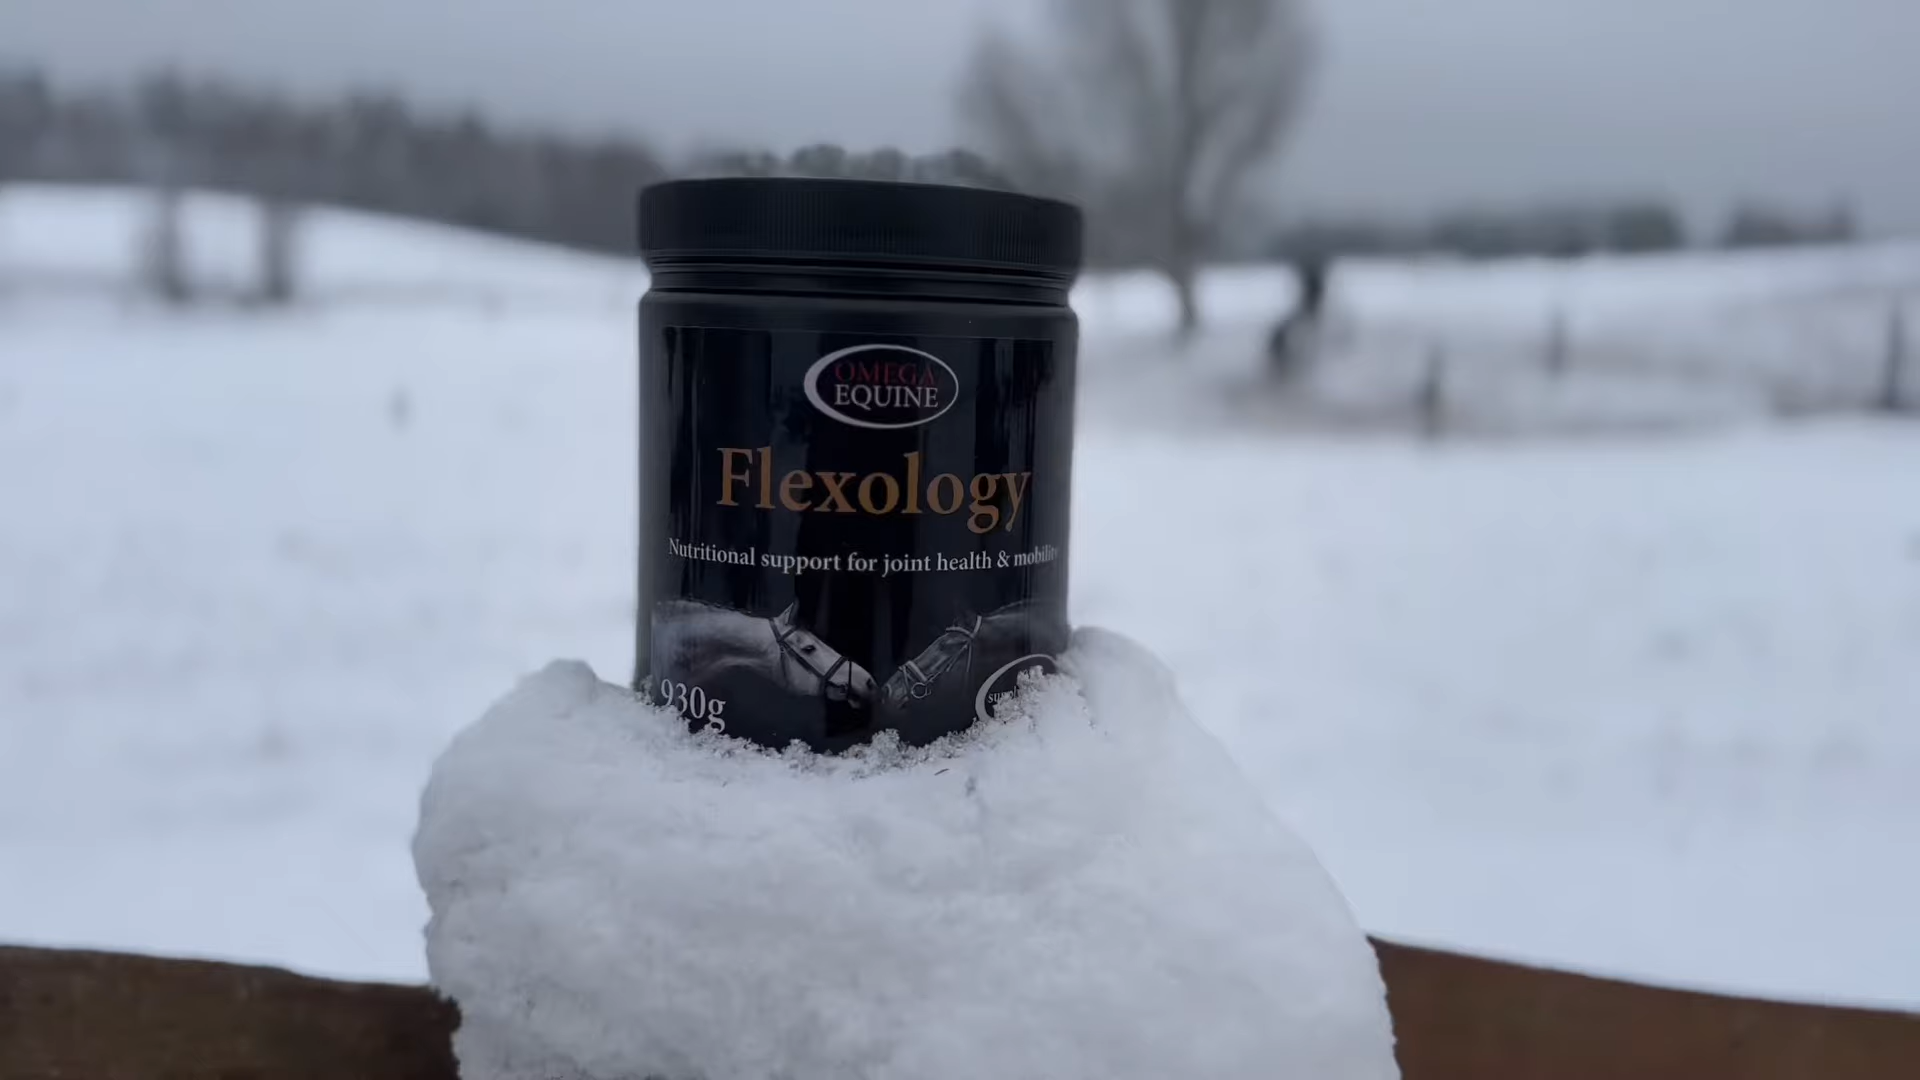 OMEGA
EQUINE
Flexology
Nutritional support for joint health & mobility
930g